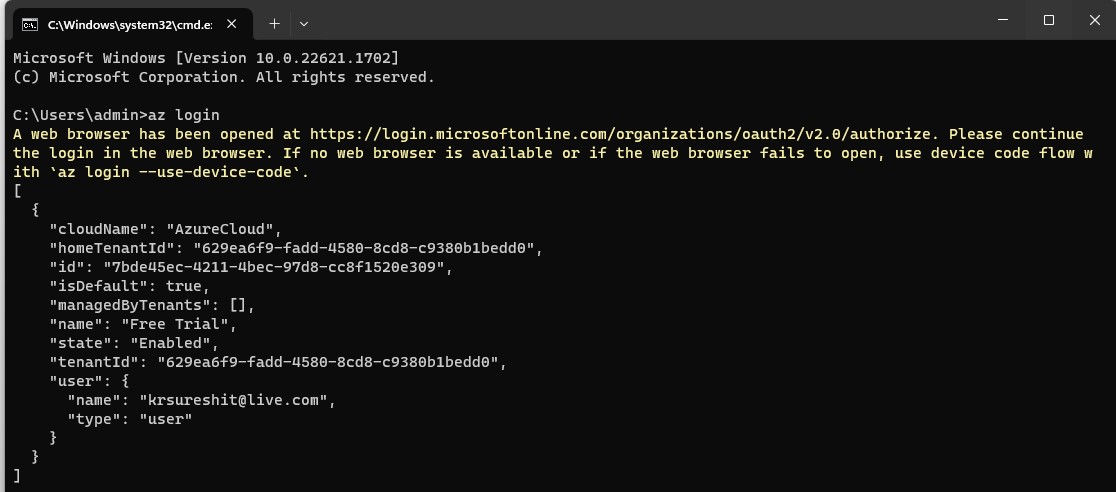 C:\Windows\system32\cmd.e:
Microsoft Windows [Version 10.0.22621.1702]
(c) Microsoft Corporation. All rights reserved.
C:\Users\admin>az login
A web browser has been opened at https://login.microsoftonline.com/organizations/oauth2/v2.0/authorize. Please continue
the login in the web browser. If no web browser is available or if the web browser fails to open, use device code flow w
ith `az login --use-device-code`.
[
  {
    "cloudName": "AzureCloud",
    "homeTenantId": "629ea6f9-fadd-4580-8cd8-c9380b1bedd0",
    "id": "7bde45ec-4211-4bec-97d8-cc8f1520e309",
    "isDefault": true,
    "managedByTenants": [],
    "name": "Free Trial",
    "state": "Enabled",
    "tenantId": "629ea6f9-fadd-4580-8cd8-c9380b1bedd0",
    "user": {
      "name": "krsureshit@live.com",
      "type": "user"
    }
  }
]